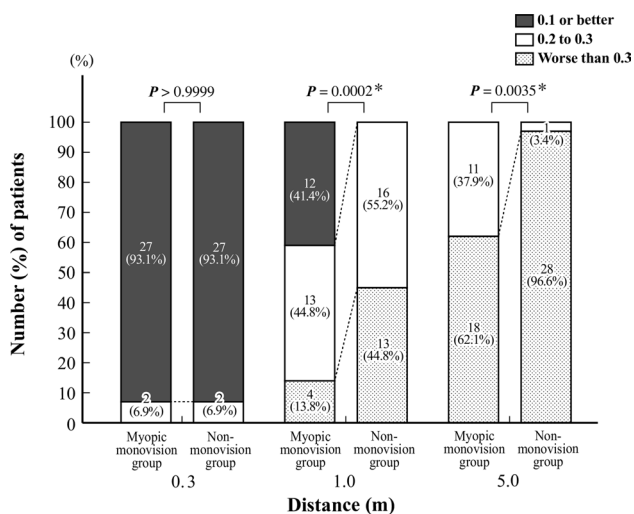 0.1 or better
0.2 to 0.3
Worse than 0.3
(%)
P > 0.9999
P = 0.0002*
P = 0.0035*
Number (%) of patients
100
90
80
70
60
50
40
30
20
10
0
27
(93.1%)
2
(6.9%)
27
(93.1%)
2
(6.9%)
12
(41.4%)
13
(44.8%)
4
(13.8%)
16
(55.2%)
13
(44.8%)
11
(37.9%)
18
(62.1%)
1
(3.4%)
28
(96.6%)
Myopic
monovision
group
Non-
monovision
group
Myopic
monovision
group
Non-
monovision
group
Myopic
monovision
group
Non-
monovision
group
0.3
1.0
5.0
Distance (m)